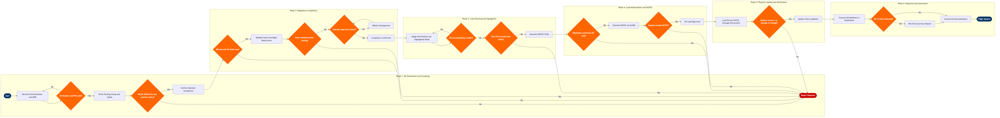 Phase 1: DG Declaration and Screening
Start
Receive DG Declaration
and AWB
No
UN Number and PSN valid?
Yes
Verify Packing Group and
Labels
Within DGR limits and
operator policy?
Yes
Confirm Operator
Acceptance
No
Reject Shipment
Phase 2: Regulatory Compliance
PAX aircraft DG limits met?
Yes
No
Validate State Overflight
Restrictions
State variations block
routing?
No
Yes
Operator approval current?
No
Obtain CAA Approval
Yes
Compliance Confirmed
Phase 3: Load Planning and Segregation
Assign ULD Position per
Segregation Rules
Yes
DG incompatibility conflict?
No
Total DG exceeds hold
limits?
No
Yes
Generate NOTOC Draft
Phase 4: Load Authorization and NOTOC
Dispatcher authorizes DG
load?
Yes
No
Transmit NOTOC via ACARS
Captain accepts NOTOC?
Yes
No
DG Load Approved
Phase 5: Physical Loading and Verification
Load DG per NOTOC
Stowage Instructions
Position correct, no
damage or leakage?
Yes
No
Update Final Loadsheet
Phase 6: Departure Documentation
Transmit DG Manifest to
Destination
DG incident detected?
No
Yes
File DG Occurrence Report
Archive DG Documentation
Flight Departs